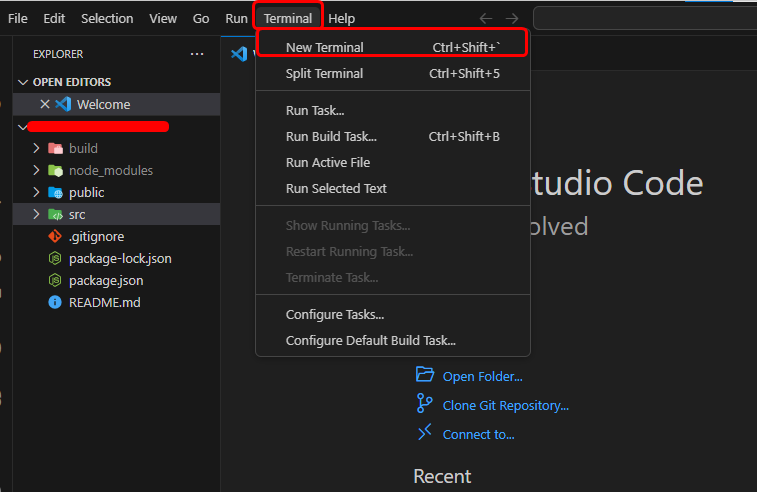 File Edit Selection View Go Run Terminal Help
EXPLORER
OPEN EDITORS
Welcome
build
node_modules
public
src
.gitignore
package-lock.json
package.json
README.md
New Terminal Ctrl+Shift+`
Split Terminal Ctrl+Shift+5
Run Task...
Run Build Task... Ctrl+Shift+B
Run Active File
Run Selected Text
Show Running Tasks...
Restart Running Task...
Terminate Task...
Configure Tasks...
Configure Default Build Task...
tudio Code
olved
Open Folder...
Clone Git Repository...
Connect to...
Recent